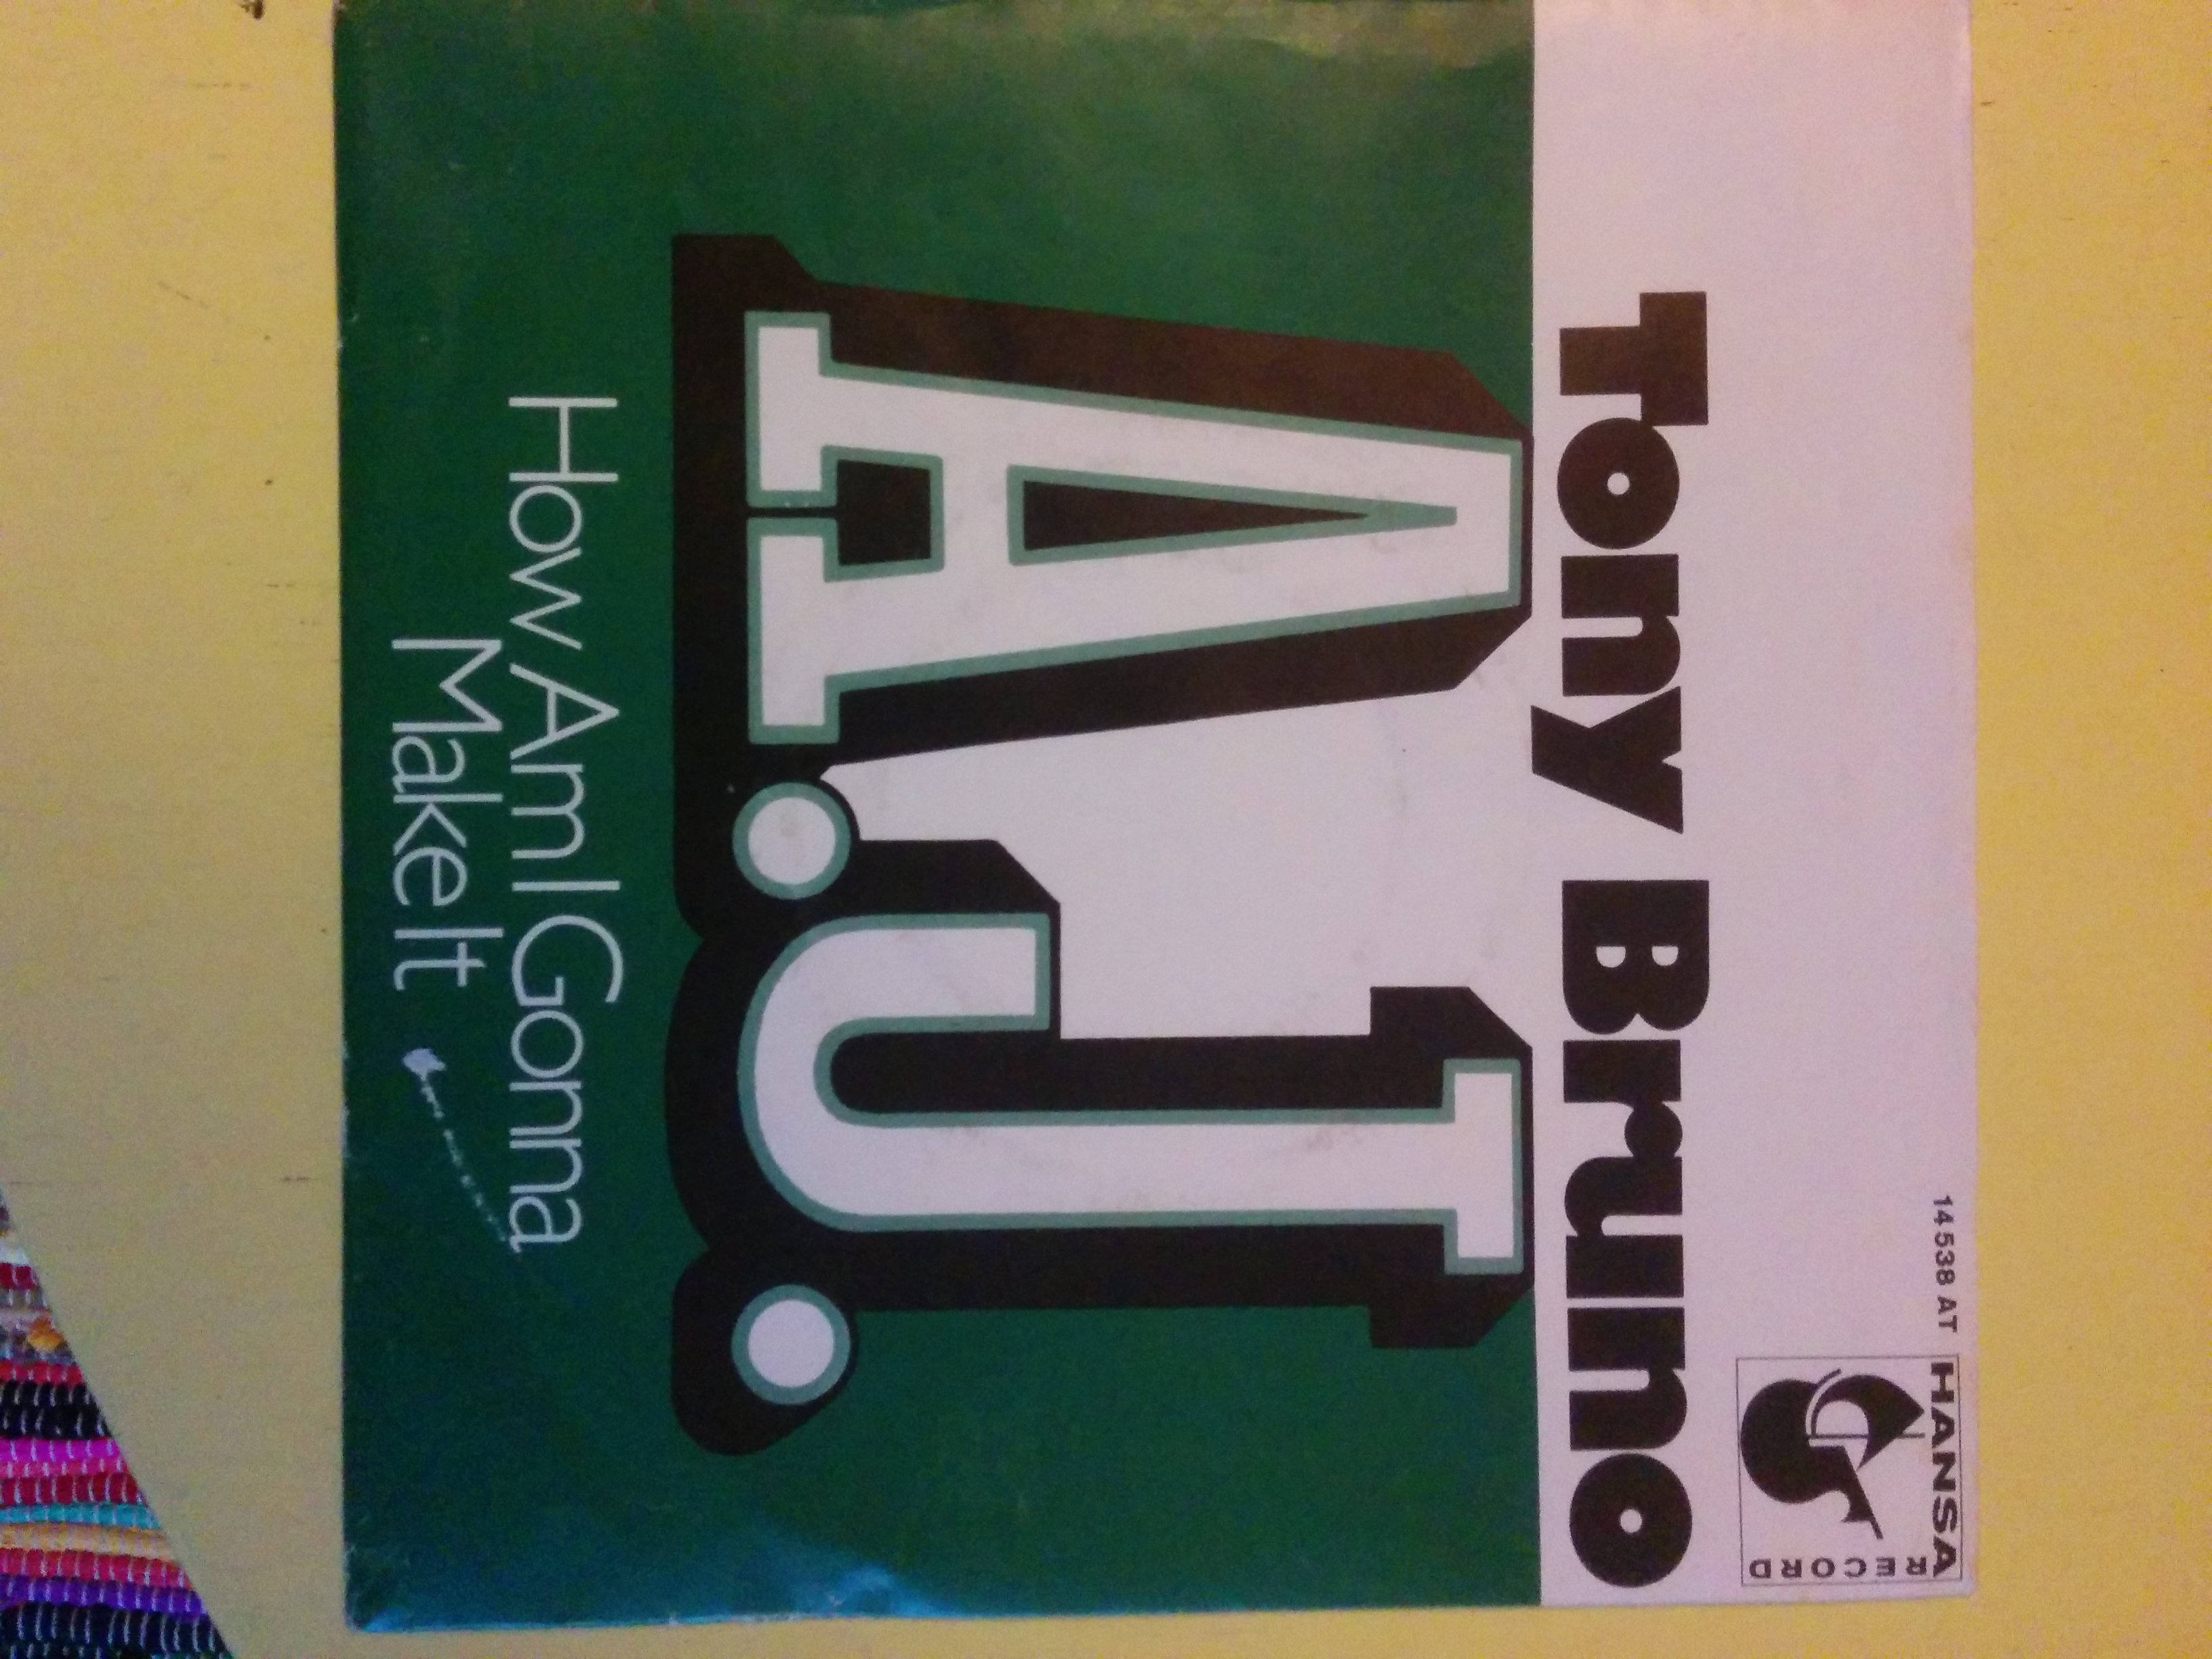 14 538 AT
HANSA
RECORD
Tony Bruno
A.J.
How Am I Gonna
Make It